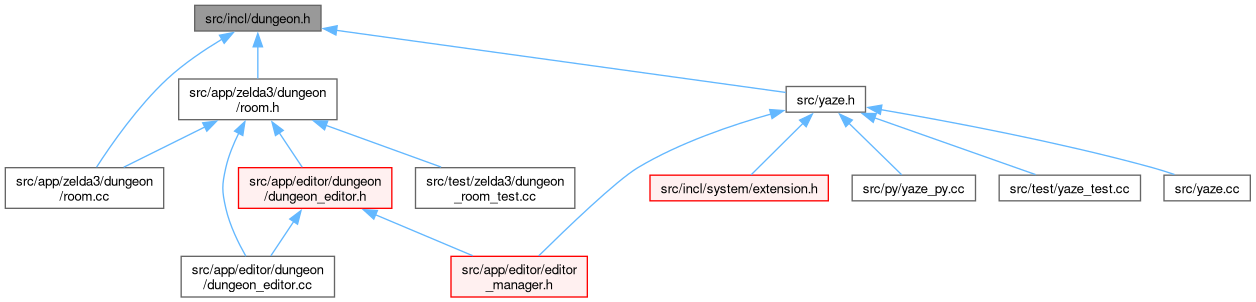 src/incl/dungeon.h
src/app/zelda3/dungeon
/room.h
src/yaze.h
src/app/zelda3/dungeon
/room.cc
src/app/editor/dungeon
/dungeon_editor.h
src/test/zelda3/dungeon
_room_test.cc
src/incl/system/extension.h
src/py/yaze_py.cc
src/test/yaze_test.cc
src/yaze.cc
src/app/editor/dungeon
/dungeon_editor.cc
src/app/editor/editor
_manager.h